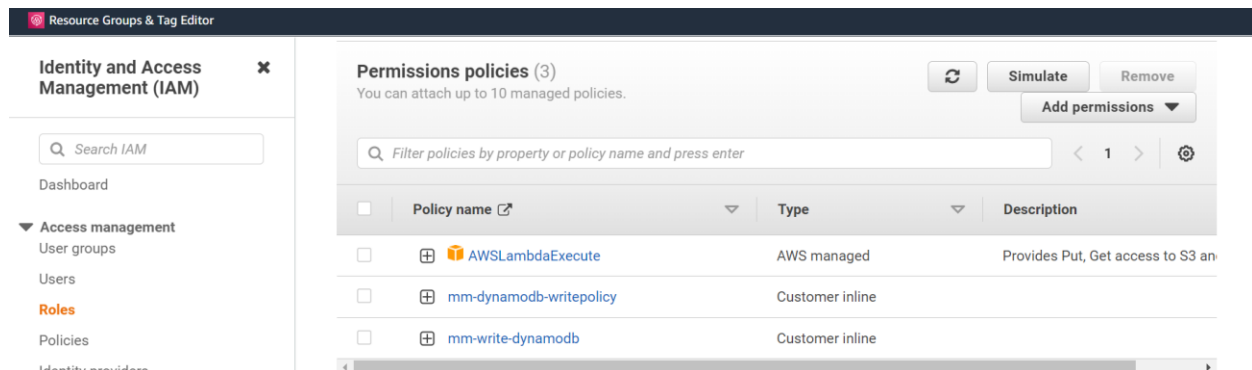 Resource Groups & Tag Editor
Identity and Access
Management (IAM)
Search IAM
Dashboard
Access management
User groups
Users
Roles
Policies
Identity providers
Permissions policies (3)
You can attach up to 10 managed policies.
Simulate
Remove
Add permissions
Filter policies by property or policy name and press enter
1
Policy name Type Description
AWSLambdaExecute AWS managed Provides Put, Get access to S3 an
mm-dynamodb-writepolicy Customer inline
mm-write-dynamodb Customer inline